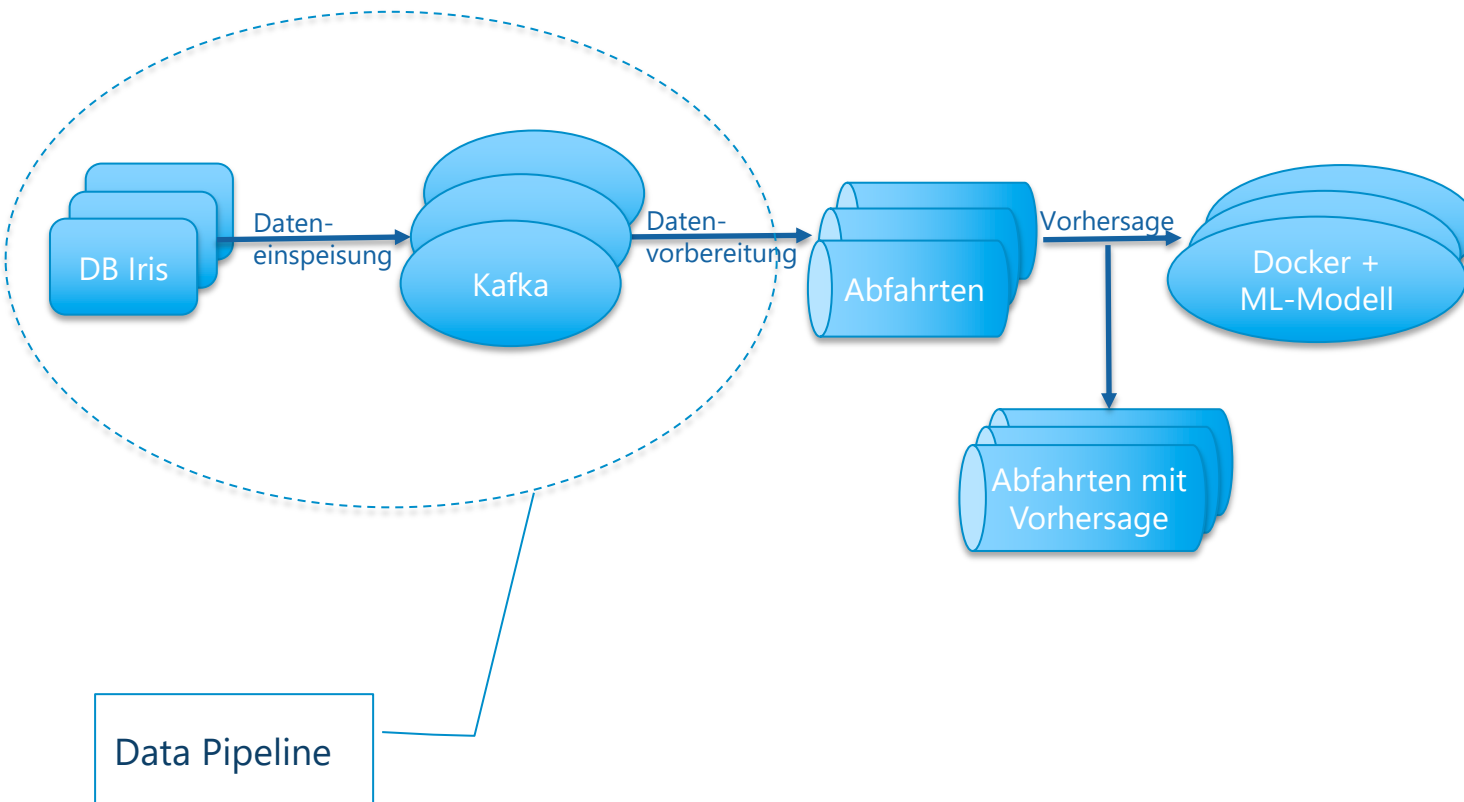 DB Iris
Daten-
einspeisung
Kafka
Daten-
vorbereitung
Abfahrten
Vorhersage
Docker +
ML-Modell
Abfahrten mit
Vorhersage
Data Pipeline